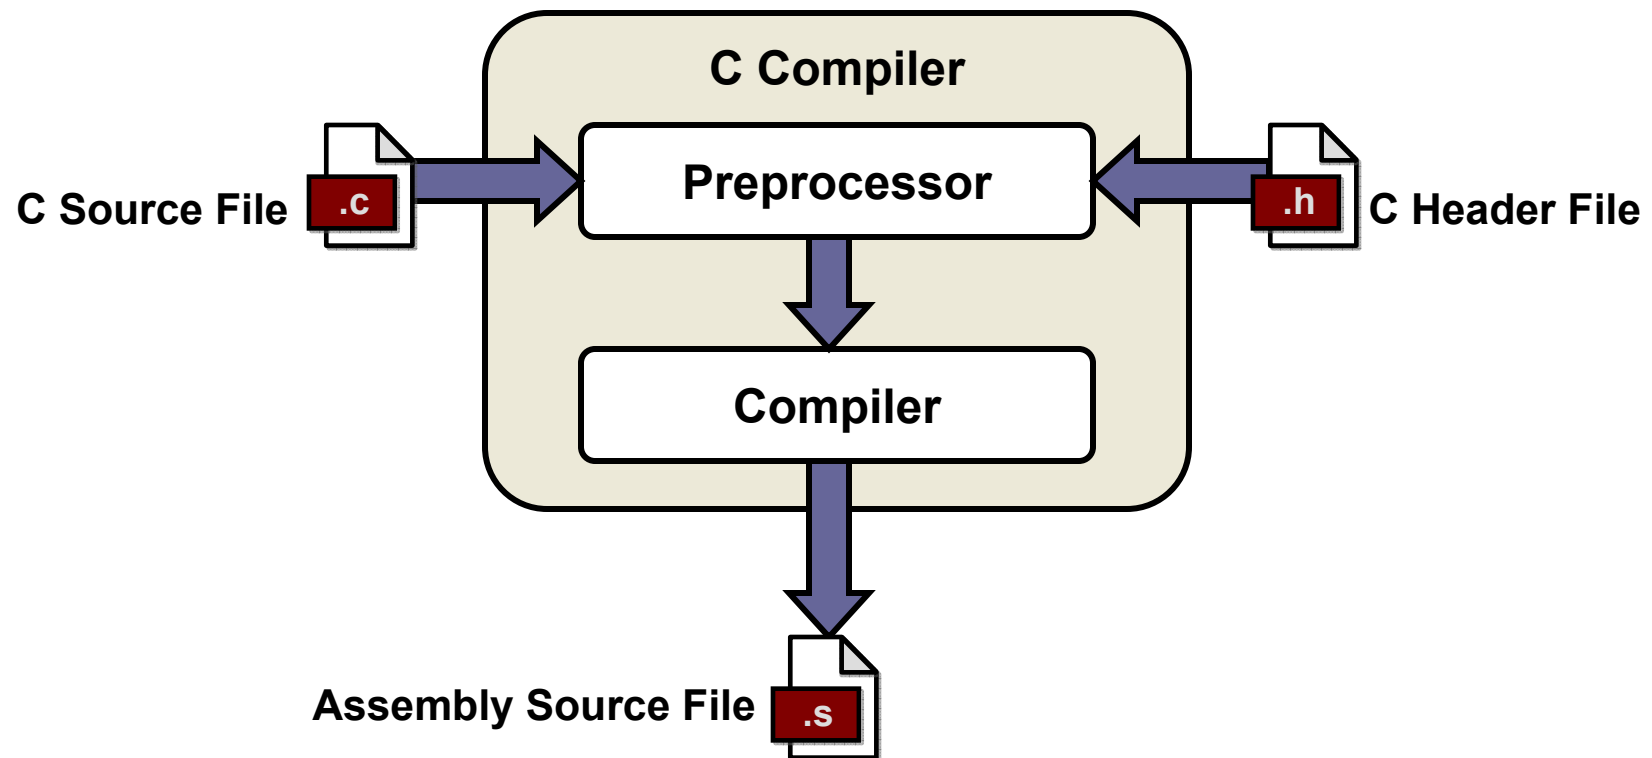 C Compiler
Preprocessor
C Source File
.c
.h
C Header File
Compiler
Assembly Source File
.s